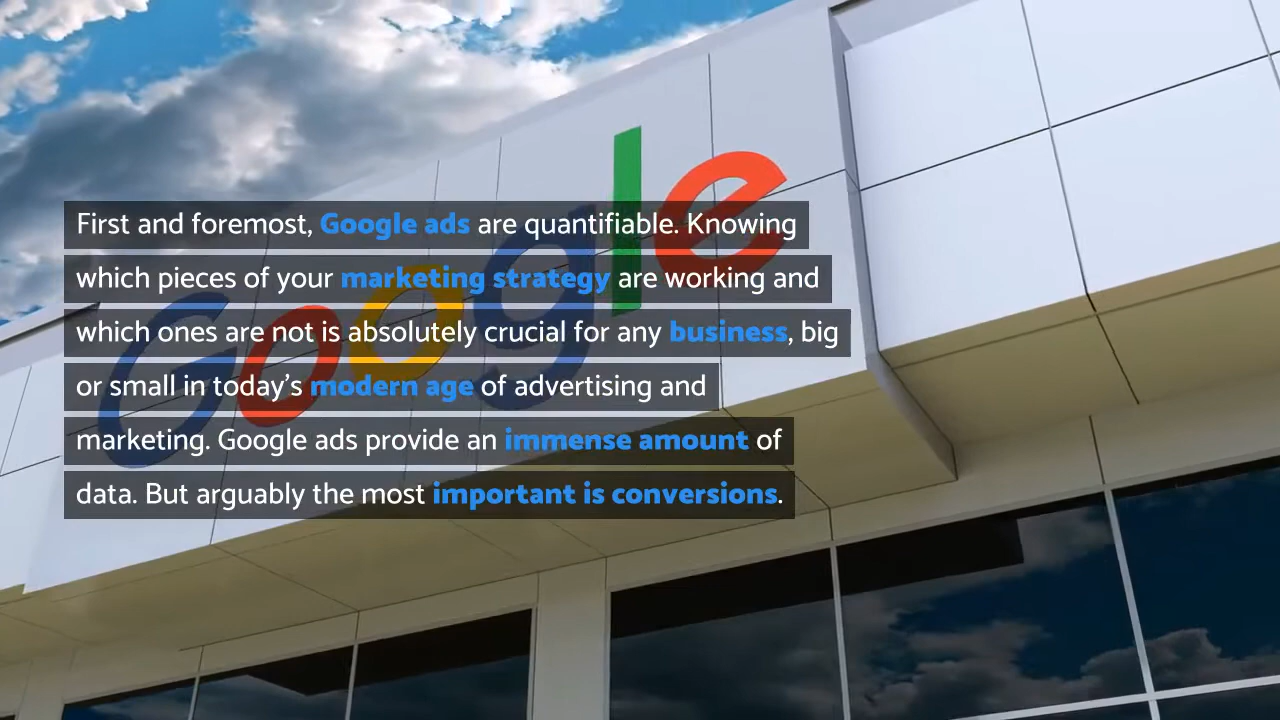 Google
First and foremost, Google ads are quantifiable. Knowing
which pieces of your marketing strategy are working and
which ones are not is absolutely crucial for any business, big
or small in today's modern age of advertising and
marketing. Google ads provide an immense amount of
data. But arguably the most important is conversions.